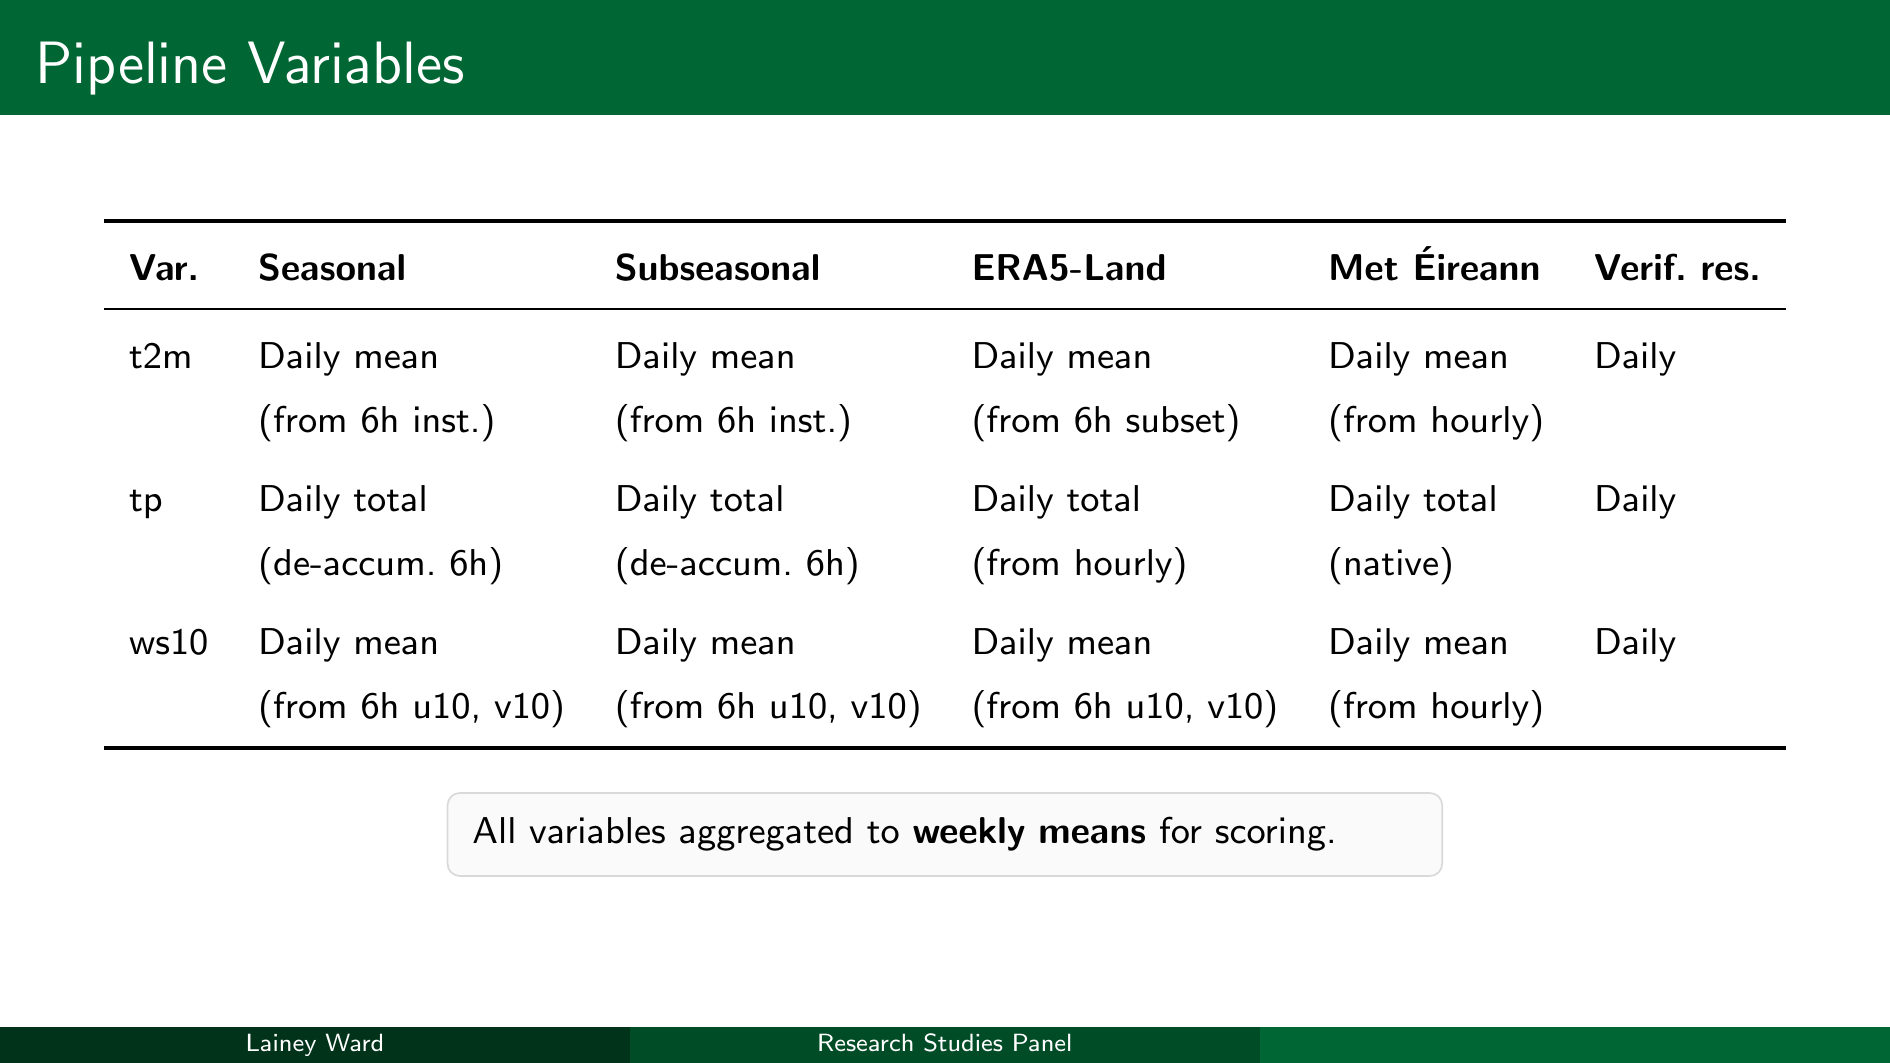 Pipeline Variables
Var. Seasonal Subseasonal ERA5-Land Met Éireann Verif. res.
t2m Daily mean Daily mean Daily mean Daily mean Daily
(from 6h inst.) (from 6h inst.) (from 6h subset) (from hourly)
tp Daily total Daily total Daily total Daily total Daily
(de-accum. 6h) (de-accum. 6h) (from hourly) (native)
ws10 Daily mean Daily mean Daily mean Daily mean Daily
(from 6h u10, v10) (from 6h u10, v10) (from 6h u10, v10) (from hourly)
All variables aggregated to weekly means for scoring.
Lainey Ward Research Studies Panel